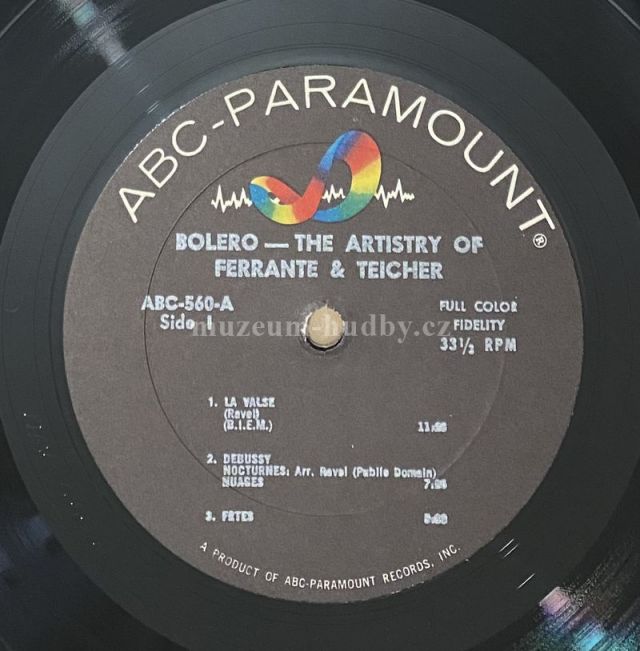 ABC-PARAMOUNT®
BOLERO — THE ARTISTRY OF
FERRANTE & TEICHER
ABC-560-A
Side 1
FULL COLOR
FIDELITY
33⅓ RPM
muzeum-hudby.cz
1. LA VALSE
(Ravel)
(B.I.E.M.)
2. DEBUSSY
NOCTURNES: Arr. Ravel (Public Domain)
NUAGES
3. FETES
A PRODUCT OF ABC-PARAMOUNT RECORDS, INC.